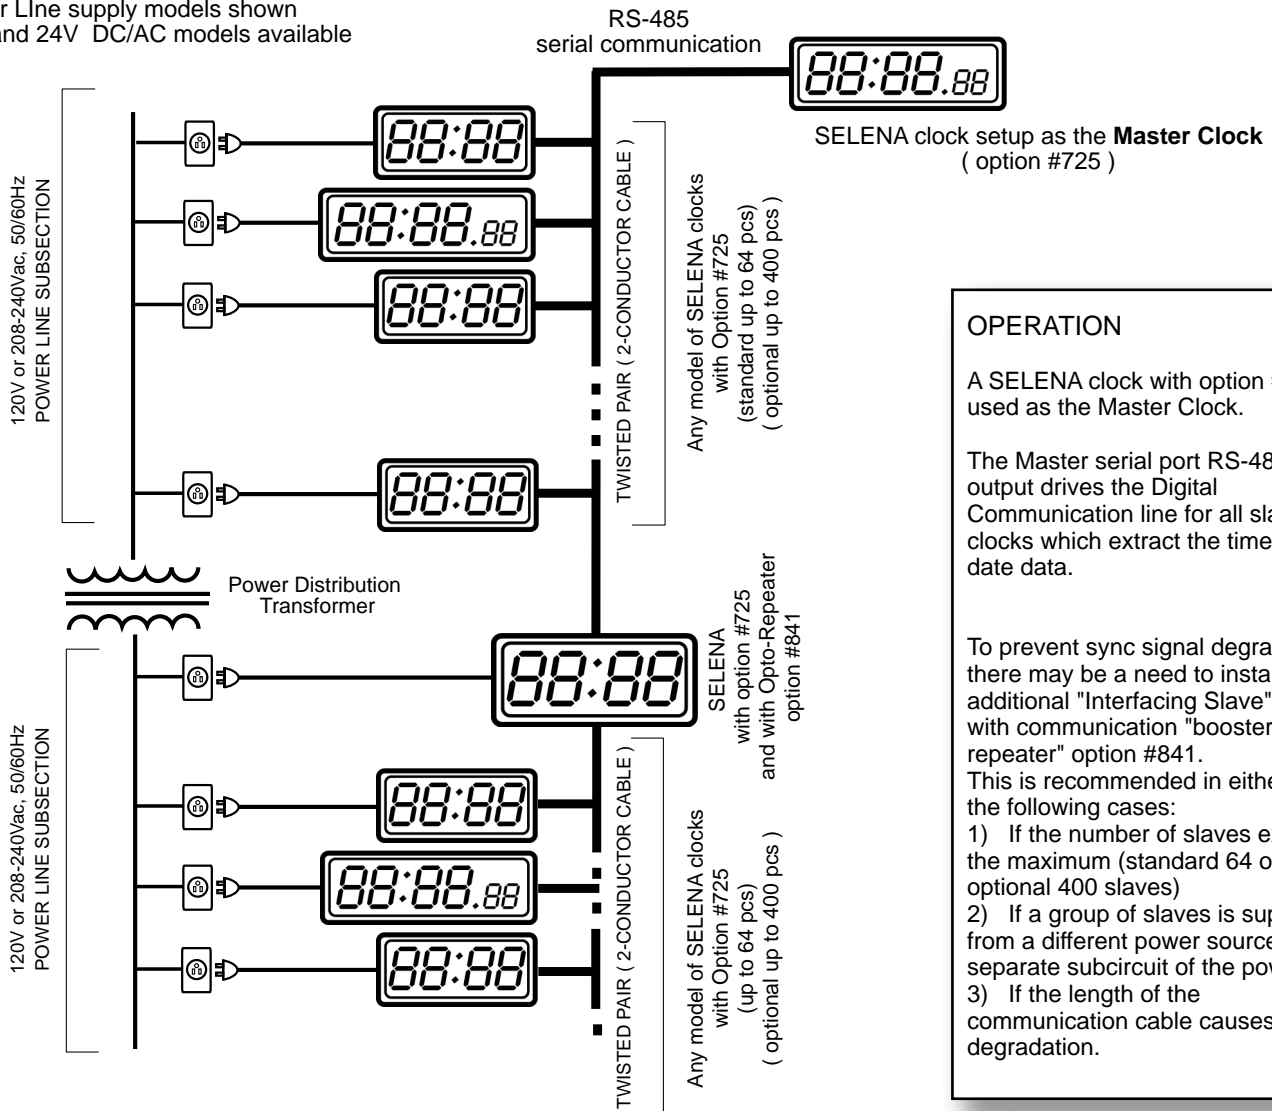 r LIne supply models shown
and 24V DC/AC models available
RS-485
serial communication
88:88.88
SELENA clock setup as the Master Clock
( option #725 )
120V or 208-240Vac, 50/60Hz
POWER LINE SUBSECTION
88:88
88:88.88
88:88
88:88
TWISTED PAIR ( 2-CONDUCTOR CABLE )
Any model of SELENA clocks
with Option #725
(standard up to 64 pcs)
( optional up to 400 pcs )
Power Distribution
Transformer
88:88
SELENA
with option #725
and with Opto-Repeater
option #841
120V or 208-240Vac, 50/60Hz
POWER LINE SUBSECTION
88:88
88:88.88
88:88
TWISTED PAIR ( 2-CONDUCTOR CABLE )
Any model of SELENA clocks
with Option #725
(up to 64 pcs)
( optional up to 400 pcs )
OPERATION
A SELENA clock with option
used as the Master Clock.
The Master serial port RS-48
output drives the Digital
Communication line for all sla
clocks which extract the time
date data.
To prevent sync signal degra
there may be a need to insta
additional "Interfacing Slave"
with communication "booster
repeater" option #841.
This is recommended in eithe
the following cases:
1) If the number of slaves e
the maximum (standard 64 o
optional 400 slaves)
2) If a group of slaves is sup
from a different power source
separate subcircuit of the pow
3) If the length of the
communication cable causes
degradation.